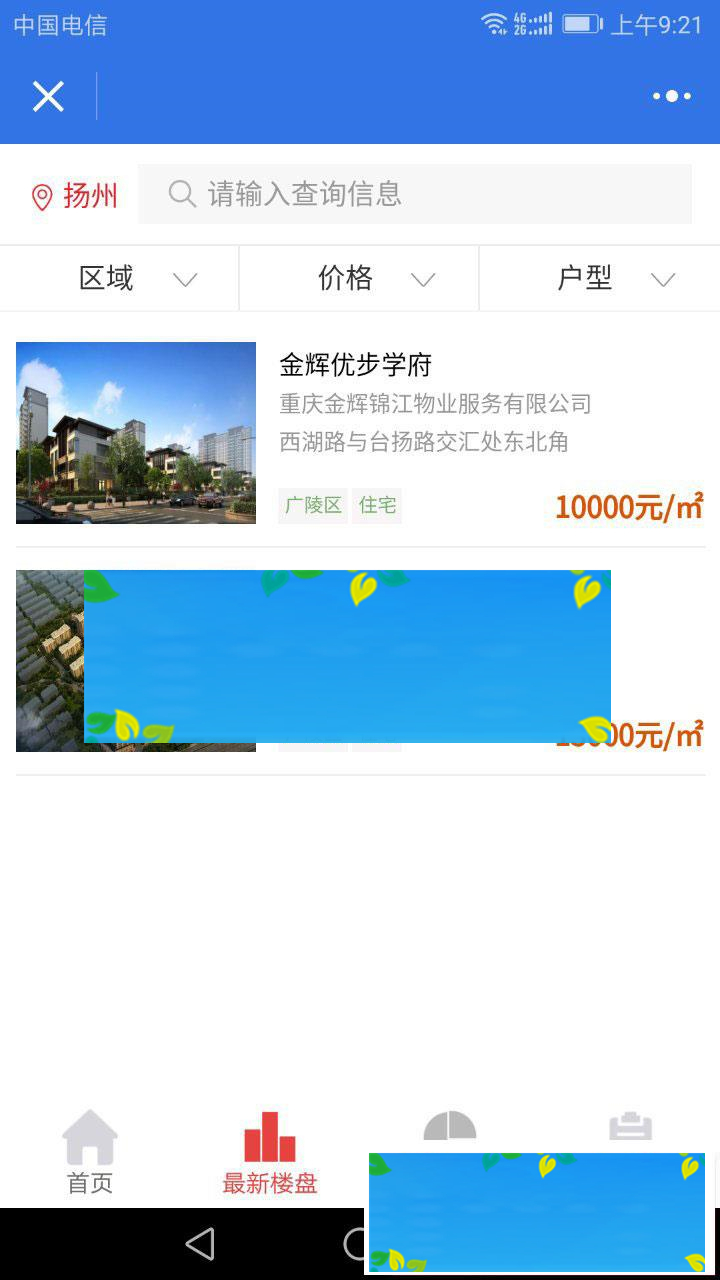 中国电信
4G
2G
上午9:21
扬州
请输入查询信息
区域
价格
户型
金辉优步学府
重庆金辉锦江物业服务有限公司
西湖路与台扬路交汇处东北角
广陵区 住宅
10000元/㎡
00元/㎡
首页
最新楼盘